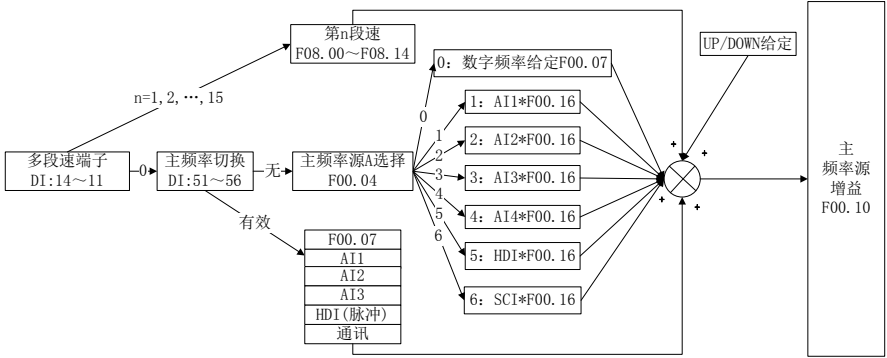 第n段速
F08.00～F08.14
n=1,2,…,15
多段速端子
DI:14～11
0
主频率切换
DI:51～56
无
有效
主频率源A选择
F00.04
0
1
2
3
4
5
6
0: 数字频率给定F00.07
1: AI1*F00.16
2: AI2*F00.16
3: AI3*F00.16
4: AI4*F00.16
5: HDI*F00.16
6: SCI*F00.16
F00.07
AI1
AI2
AI3
HDI(脉冲)
通讯
UP/DOWN给定
+
+
+
+
主
频率源
增益
F00.10